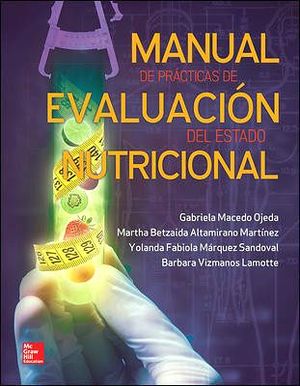 MANUAL
DE PRÁCTICAS DE
EVALUACIÓN
DEL ESTADO
NUTRICIONAL
Gabriela Macedo Ojeda
Martha Betzaida Altamirano Martínez
Yolanda Fabiola Márquez Sandoval
Barbara Vizmanos Lamotte
Mc
Graw
Hill
Education